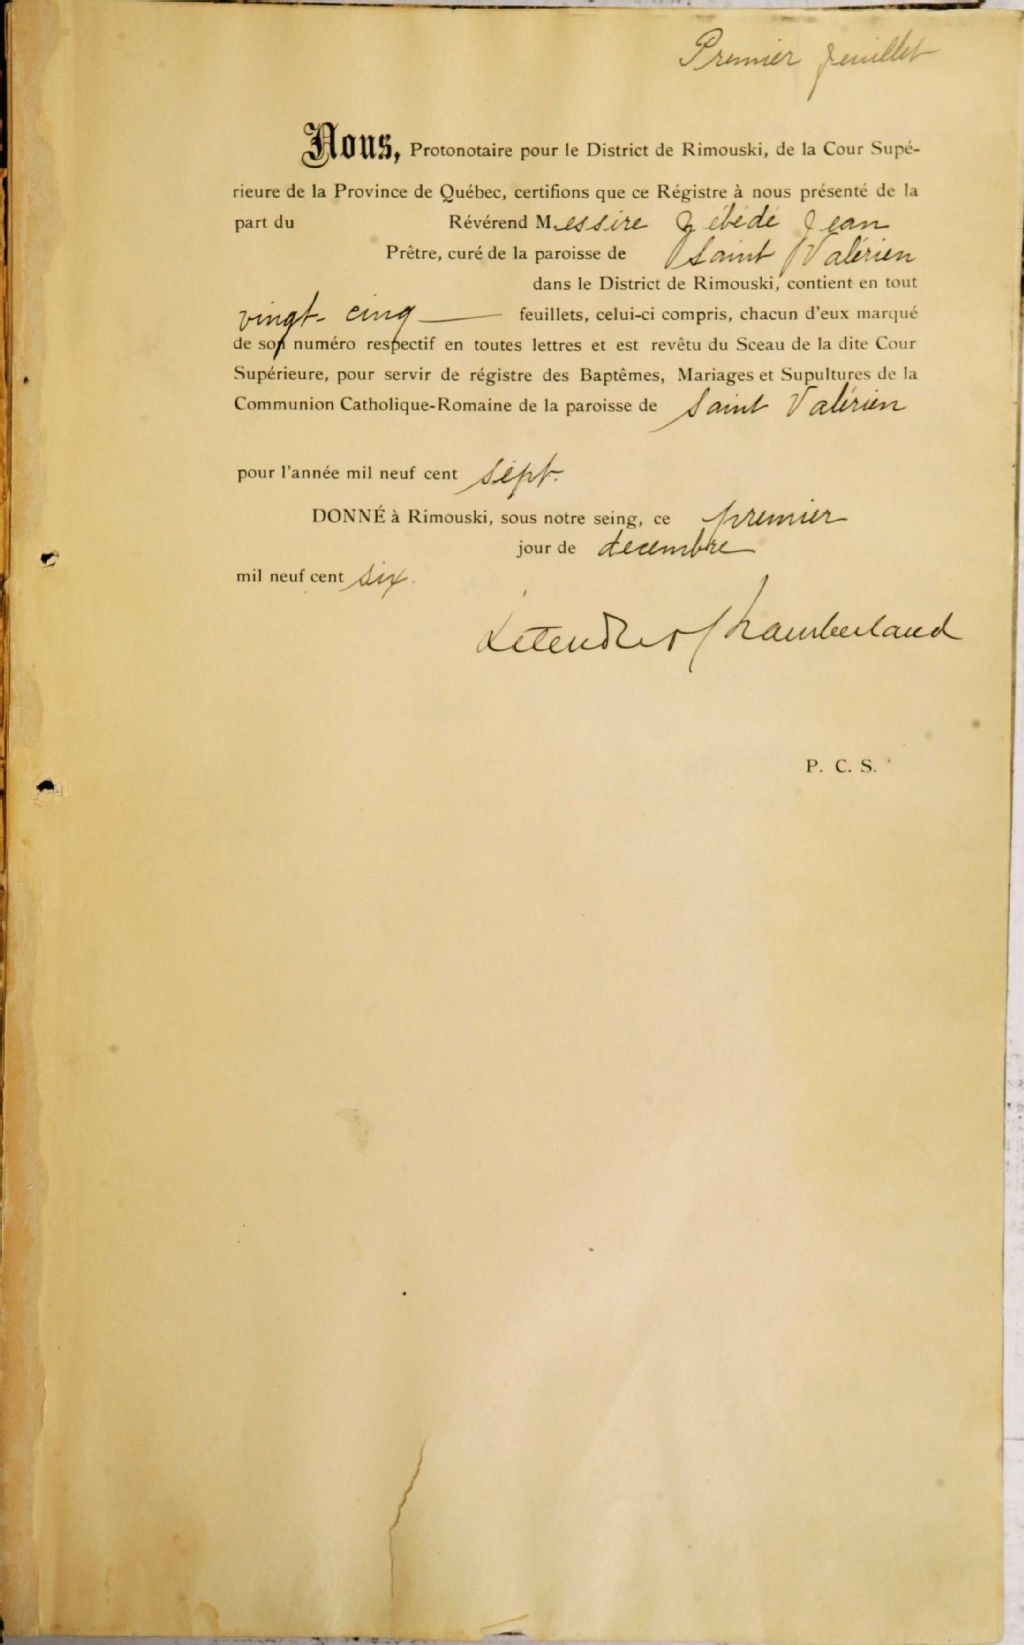 Premier feuillet
Nous, Protonotaire pour le District de Rimouski, de la Cour Supé-
rieure de la Province de Québec, certifions que ce Régistre à nous présenté de la
part du Révérend Messire Zébédé Jean
Prêtre, curé de la paroisse de Saint Valérien
dans le District de Rimouski, contient en tout
vingt-cinq feuillets, celui-ci compris, chacun d'eux marqué
de son numéro respectif en toutes lettres et est revêtu du Sceau de la dite Cour
Supérieure, pour servir de régistre des Baptêmes, Mariages et Supultures de la
Communion Catholique-Romaine de la paroisse de Saint Valérien
pour l'année mil neuf cent sept.
DONNÉ à Rimouski, sous notre seing, ce premier
jour de decembre
mil neuf cent six.
Letendre & Chamberland
P. C. S.